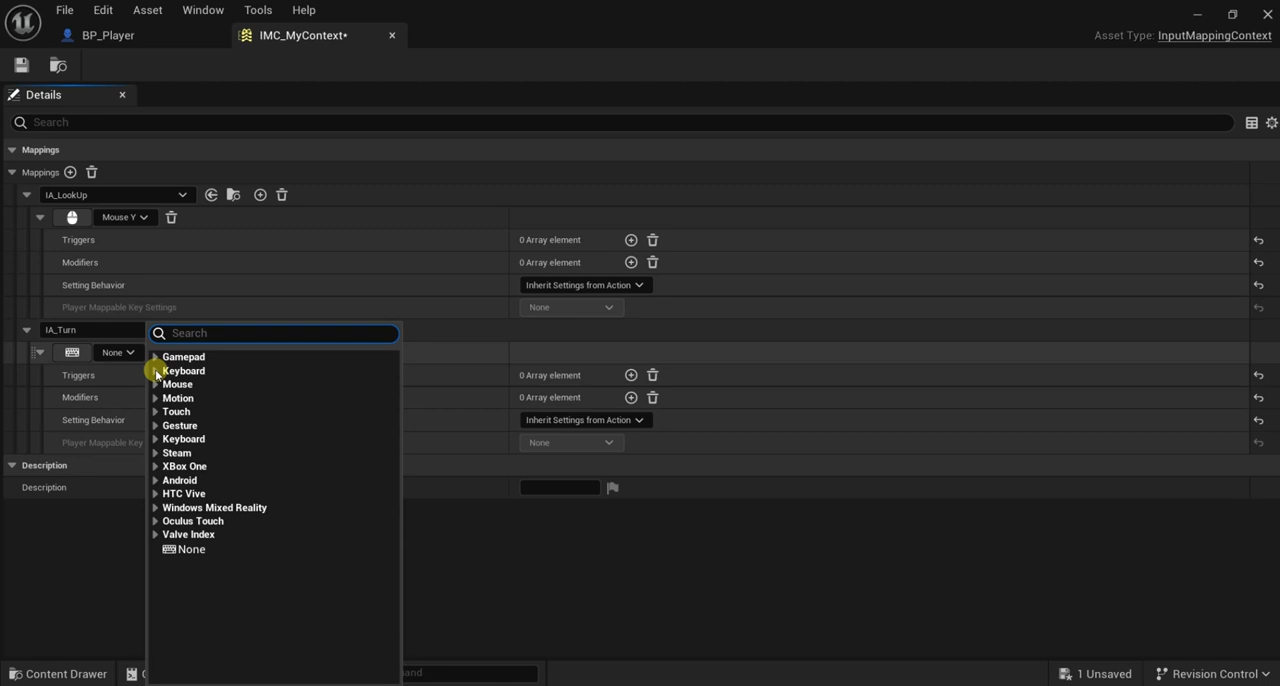 File Edit Asset Window Tools Help
BP_Player IMC_MyContext* Asset Type: InputMappingContext
Details
Search
Mappings
Mappings
IA_LookUp
Mouse Y
Triggers 0 Array element
Modifiers 0 Array element
Setting Behavior Inherit Settings from Action
Player Mappable Key Settings None
IA_Turn
Search
None
Gamepad
Keyboard
Triggers 0 Array element
Mouse
Modifiers 0 Array element
Motion
Touch
Setting Behavior Inherit Settings from Action
Gesture
Keyboard
Player Mappable Key None
Steam
Description
XBox One
Android
Description
HTC Vive
Windows Mixed Reality
Oculus Touch
Valve Index
None
Content Drawer 1 Unsaved Revision Control